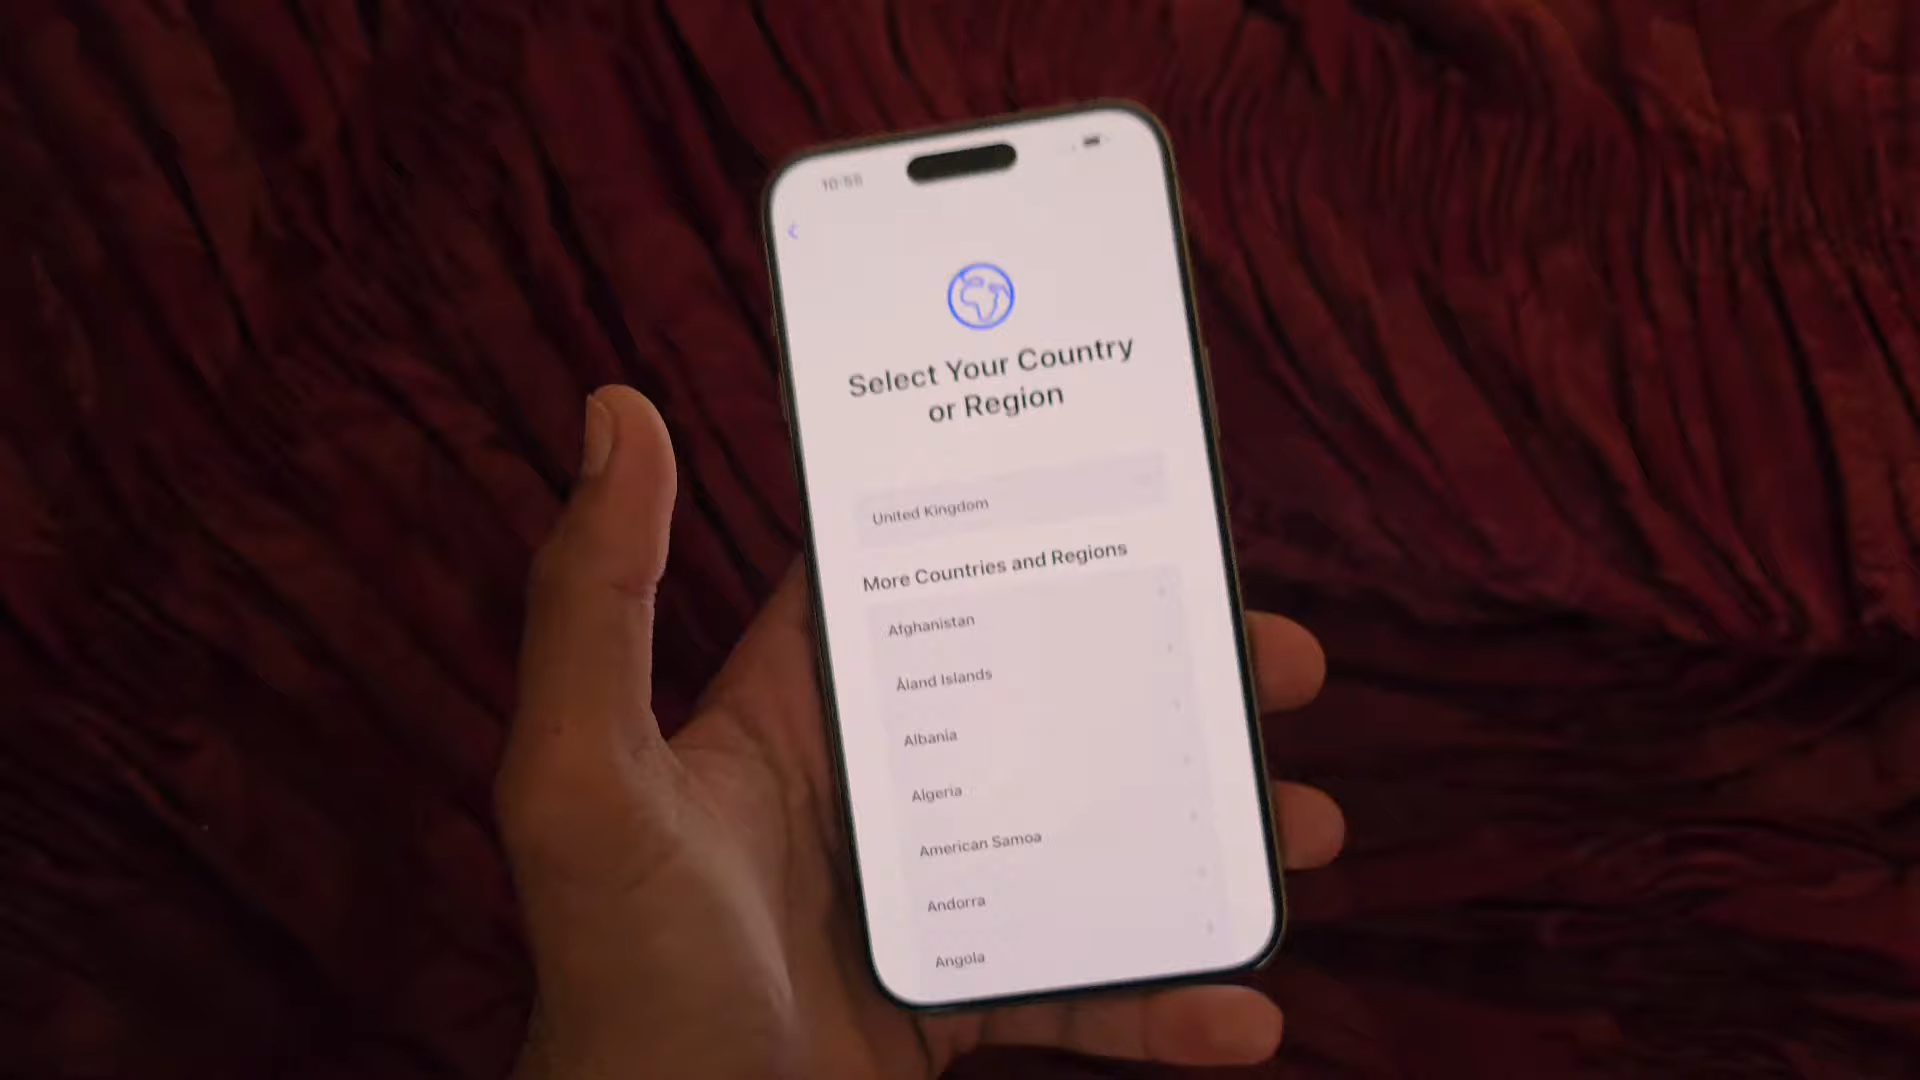 10:55
Select Your Country
or Region
United Kingdom
More Countries and Regions
Afghanistan
Åland Islands
Albania
Algeria
American Samoa
Andorra
Angola